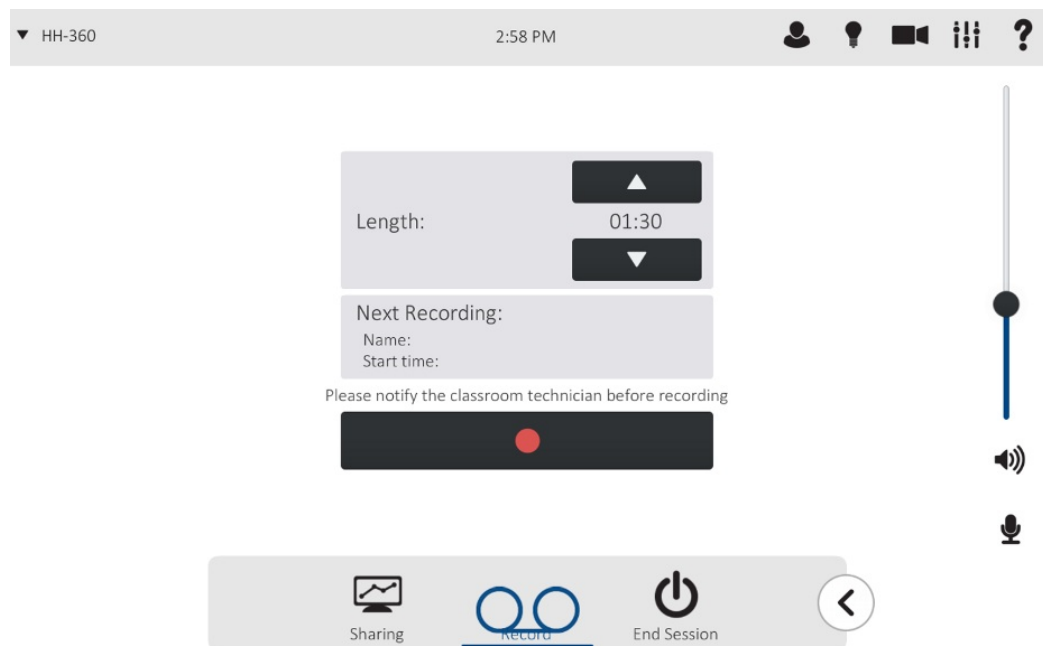 HH-360
2:58 PM
Length:
01:30
Next Recording:
Name:
Start time:
Please notify the classroom technician before recording
Sharing
Record
End Session